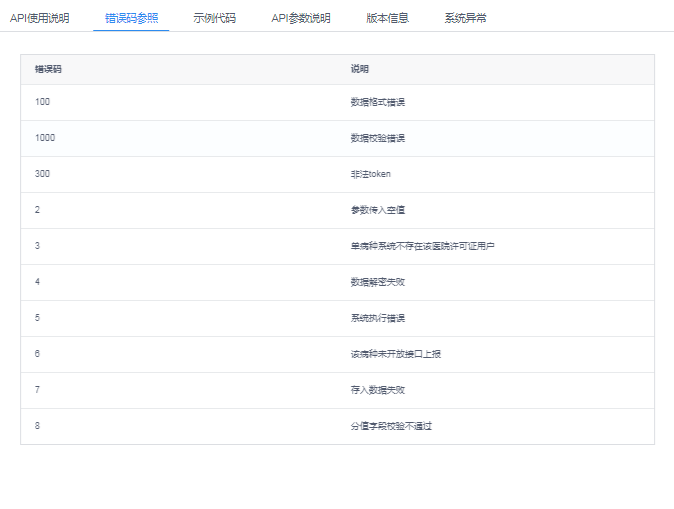 API使用说明 错误码参照 示例代码 API参数说明 版本信息 系统异常
错误码 说明
100 数据格式错误
1000 数据校验错误
300 非法token
2 参数传入空值
3 单病种系统不存在该医院许可证用户
4 数据解密失败
5 系统执行错误
6 该病种未开放接口上报
7 存入数据失败
8 分值字段校验不通过